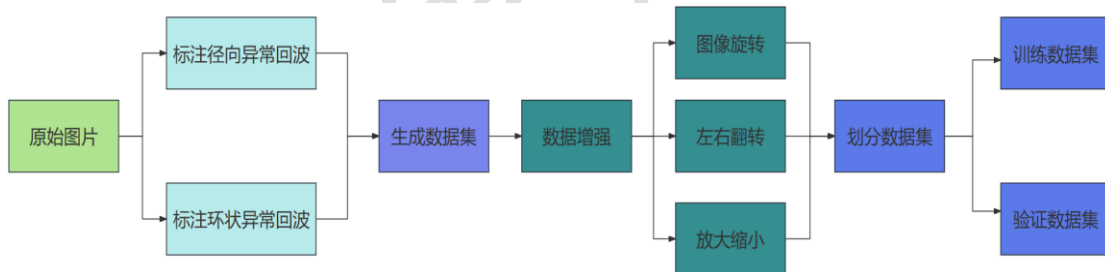 原始图片
标注径向异常回波
标注环状异常回波
生成数据集
数据增强
图像旋转
左右翻转
放大缩小
划分数据集
训练数据集
验证数据集